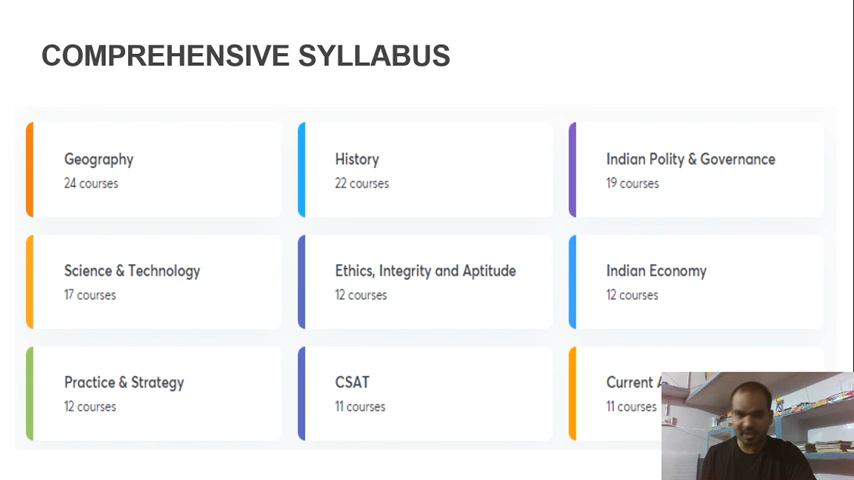 COMPREHENSIVE SYLLABUS
Geography
24 courses
History
22 courses
Indian Polity & Governance
19 courses
Science & Technology
17 courses
Ethics, Integrity and Aptitude
12 courses
Indian Economy
12 courses
Practice & Strategy
12 courses
CSAT
11 courses
Current
11 courses